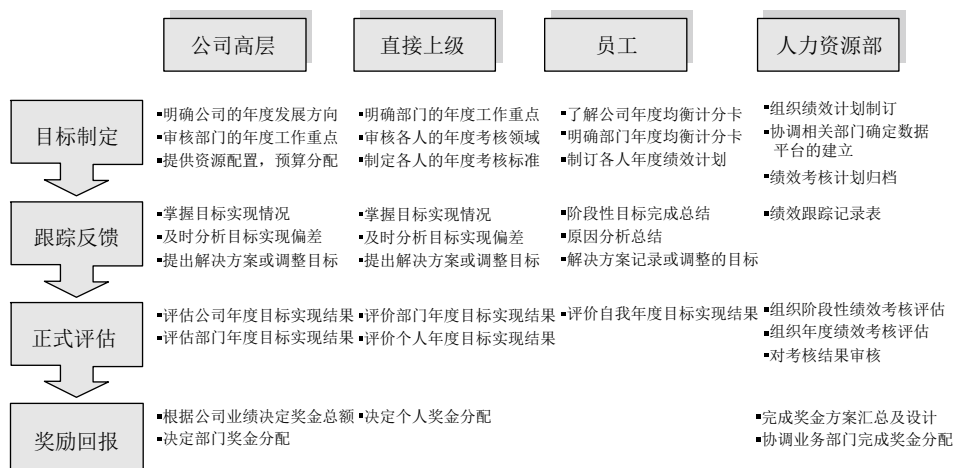 公司高层
直接上级
员工
人力资源部
目标制定
▪明确公司的年度发展方向
▪审核部门的年度工作重点
▪提供资源配置，预算分配
▪明确部门的年度工作重点
▪审核各人的年度考核领域
▪制定各人的年度考核标准
▪了解公司年度均衡计分卡
▪明确部门年度均衡计分卡
▪制订各人年度绩效计划
▪组织绩效计划制订
▪协调相关部门确定数据
平台的建立
▪绩效考核计划归档
跟踪反馈
▪掌握目标实现情况
▪及时分析目标实现偏差
▪提出解决方案或调整目标
▪掌握目标实现情况
▪及时分析目标实现偏差
▪提出解决方案或调整目标
▪阶段性目标完成总结
▪原因分析总结
▪解决方案记录或调整的目标
▪绩效跟踪记录表
正式评估
▪评估公司年度目标实现结果
▪评估部门年度目标实现结果
▪评价部门年度目标实现结果
▪评价个人年度目标实现结果
▪评价自我年度目标实现结果
▪组织阶段性绩效考核评估
▪组织年度绩效考核评估
▪对考核结果审核
奖励回报
▪根据公司业绩决定奖金总额
▪决定部门奖金分配
▪决定个人奖金分配
▪完成奖金方案汇总及设计
▪协调业务部门完成奖金分配